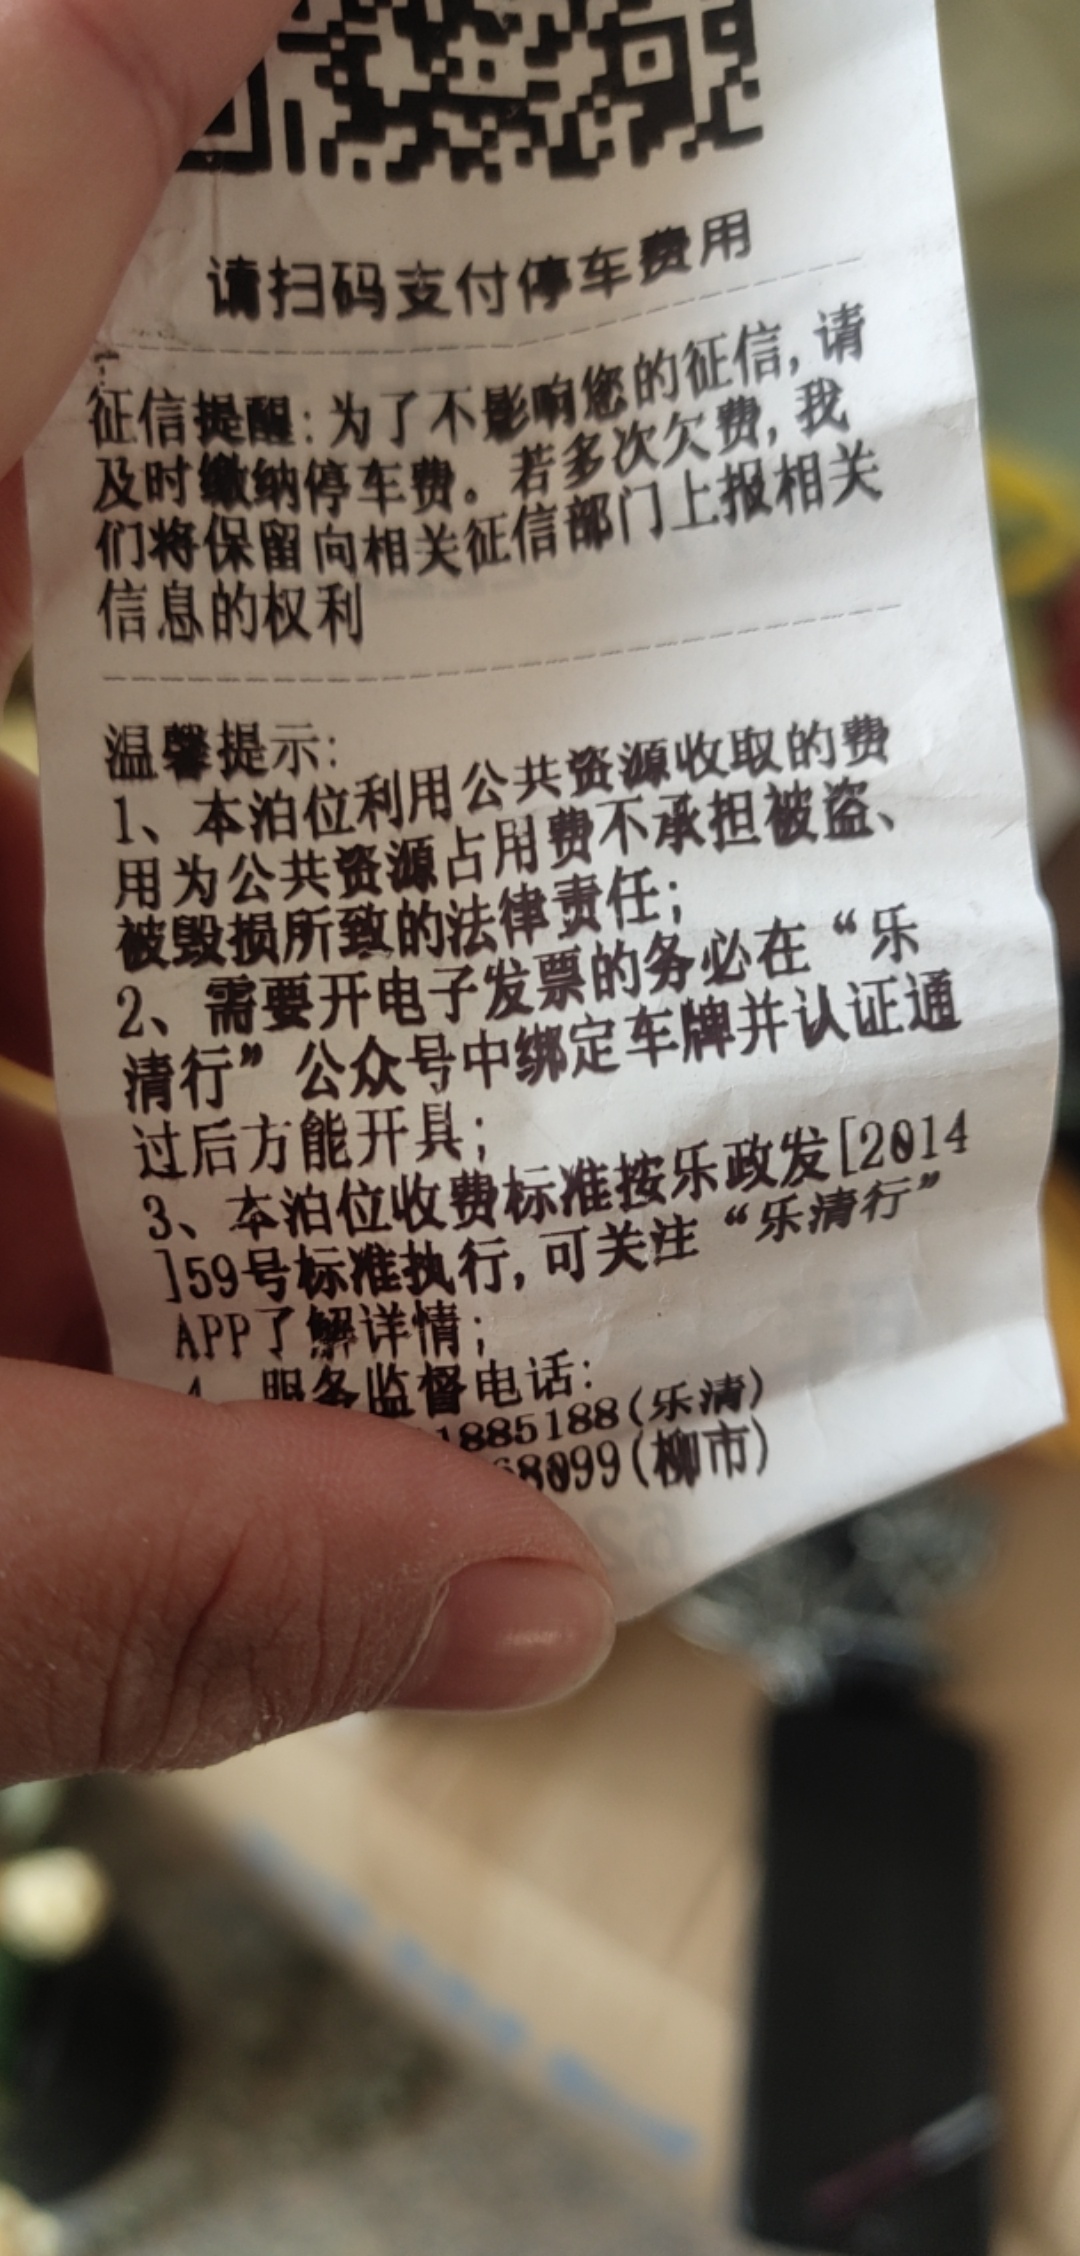 请扫码支付停车费用
征信提醒:为了不影响您的征信,请
及时缴纳停车费。若多次欠费,我
们将保留向相关征信部门上报相关
信息的权利
温馨提示:
1、本泊位利用公共资源收取的费
用为公共资源占用费不承担被盗、
被毁损所致的法律责任;
2、需要开电子发票的务必在“乐
清行”公众号中绑定车牌并认证通
过后方能开具;
3、本泊位收费标准按乐政发[2014
]59号标准执行,可关注“乐清行”
APP了解详情;
4、服务监督电话:
1885188(乐清)
68099(柳市)